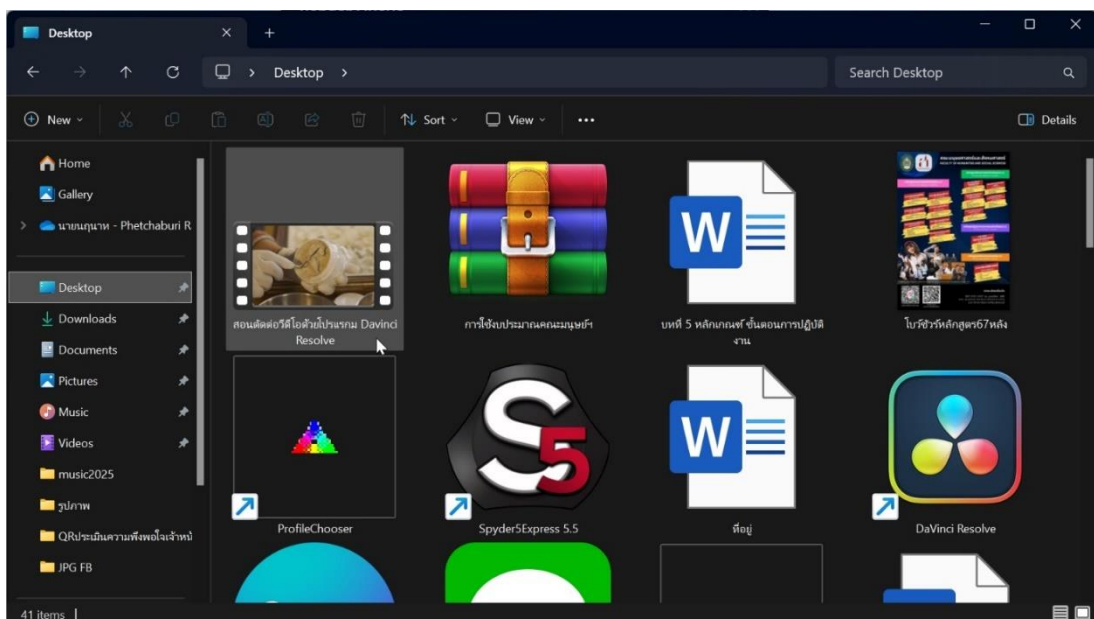 Desktop
Desktop
Search Desktop
New
Sort
View
Details
Home
Gallery
นายนฤนาท - Phetchaburi R
Desktop
Downloads
Documents
Pictures
Music
Videos
music2025
รูปภาพ
QRประเมินความพึงพอใจเจ้าหน้
JPG FB
สอนตัดต่อวีดีโอด้วยโปรแกรม Davinci
Resolve
การใช้งบประมาณคณะมนุษย์ฯ
บทที่ 5 หลักเกณฑ์ ขั้นตอนการปฏิบัติ
งาน
โบว์ชัวร์หลักสูตร67หลัง
ProfileChooser
Spyder5Express 5.5
ที่อยู่
DaVinci Resolve
41 items